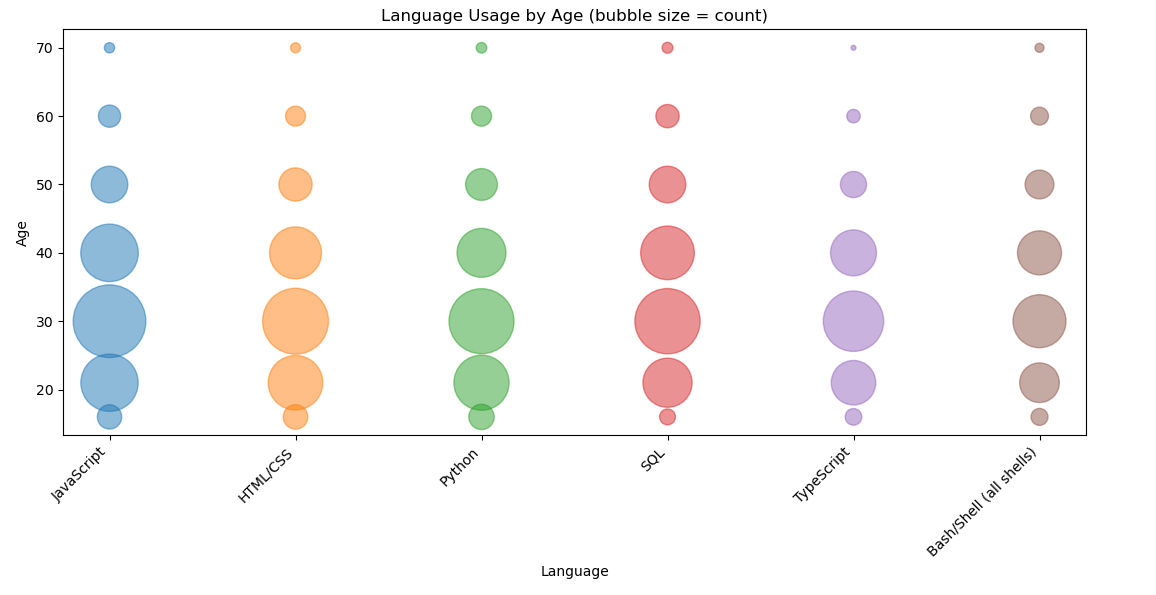 Language Usage by Age (bubble size = count)
70
60
50
40
30
20
Age
JavaScript
HTML/CSS
Python
SQL
TypeScript
Bash/Shell (all shells)
Language